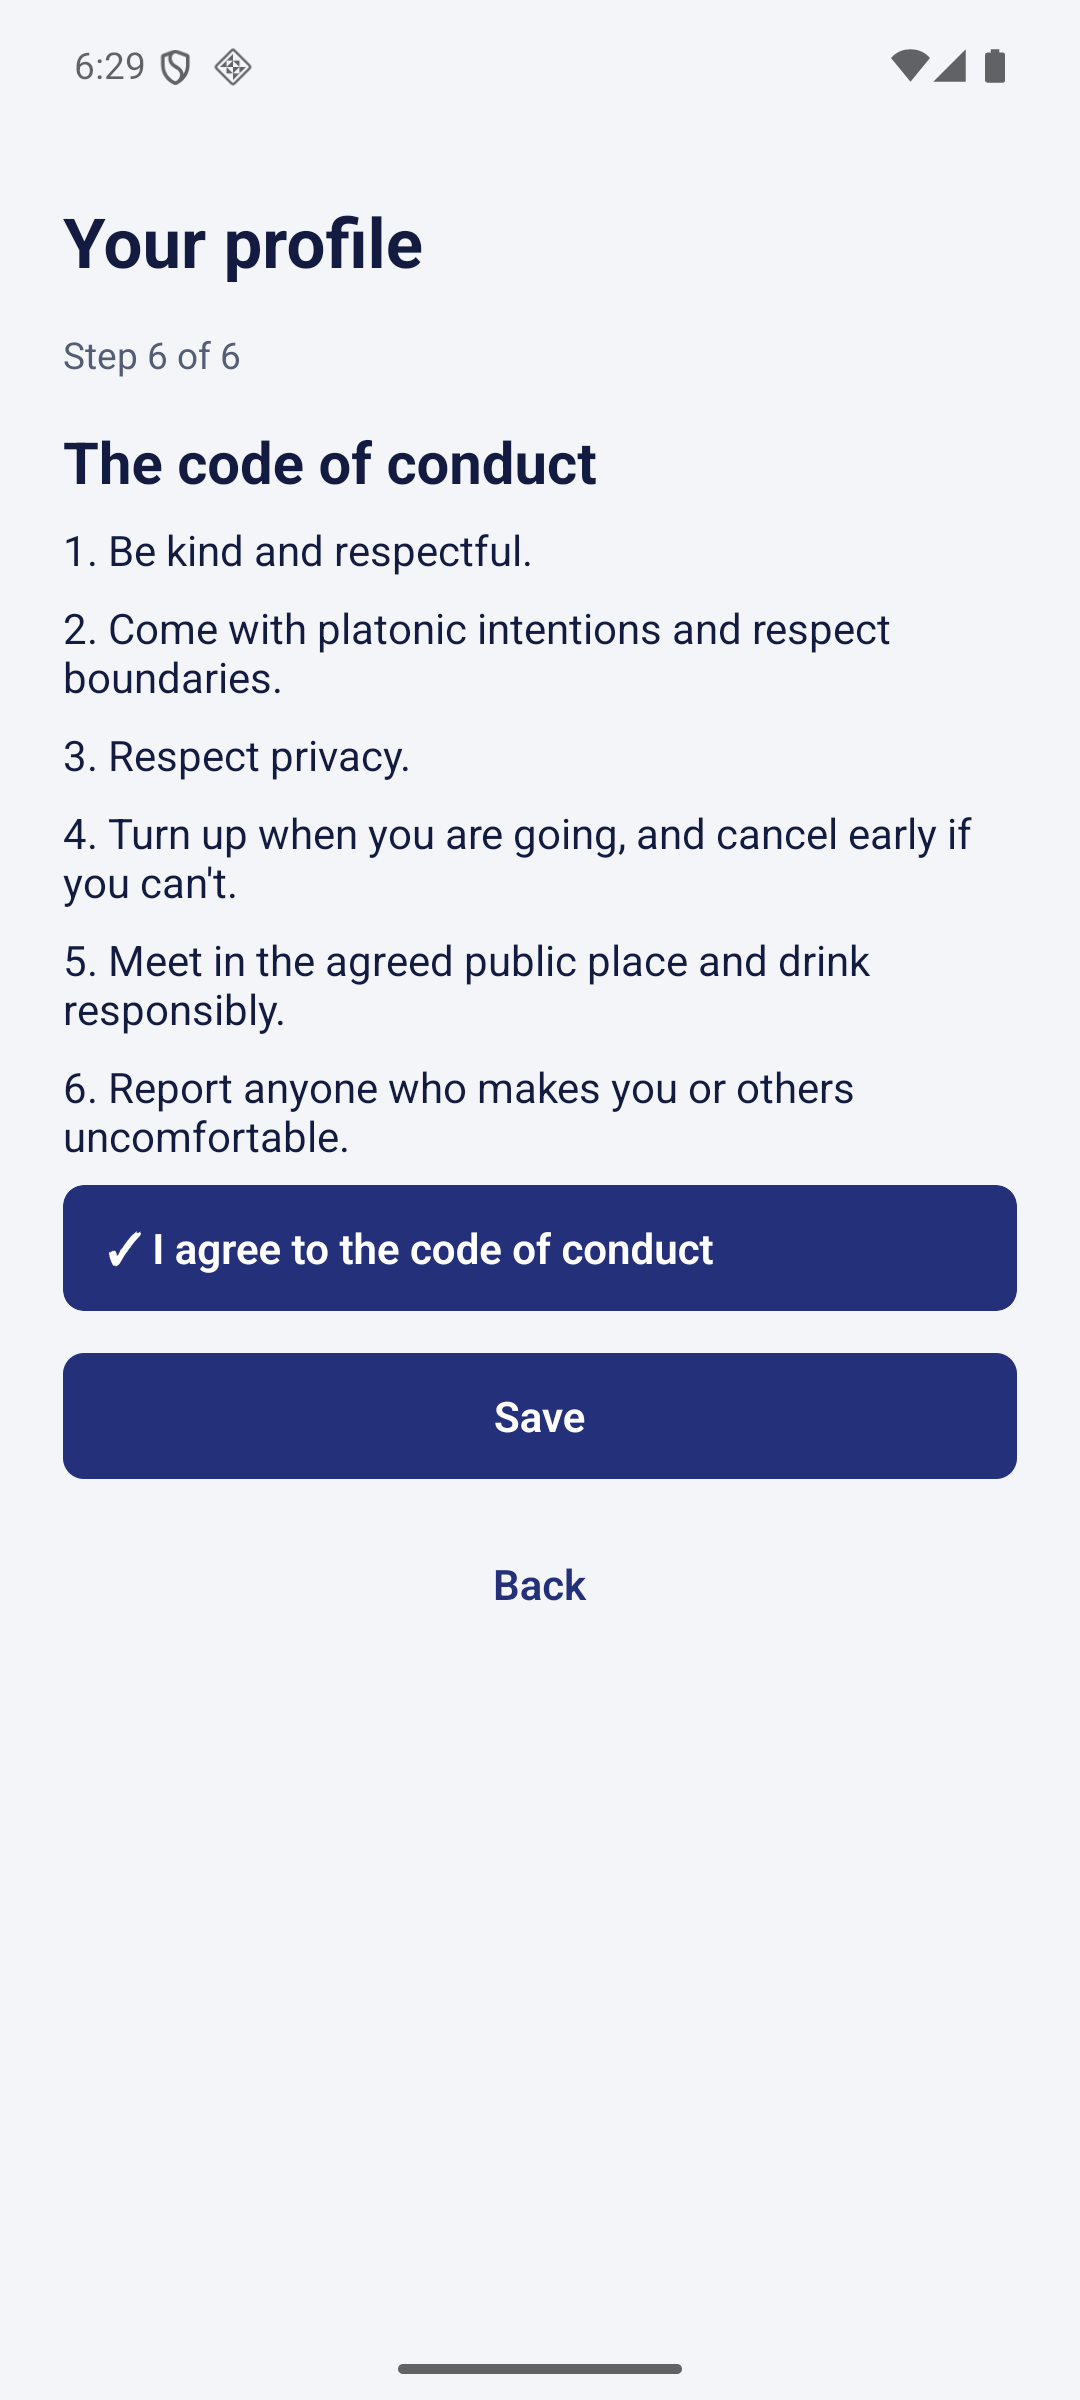 6:29
Your profile
Step 6 of 6
The code of conduct
1. Be kind and respectful.
2. Come with platonic intentions and respect
boundaries.
3. Respect privacy.
4. Turn up when you are going, and cancel early if
you can't.
5. Meet in the agreed public place and drink
responsibly.
6. Report anyone who makes you or others
uncomfortable.
✓ I agree to the code of conduct
Save
Back